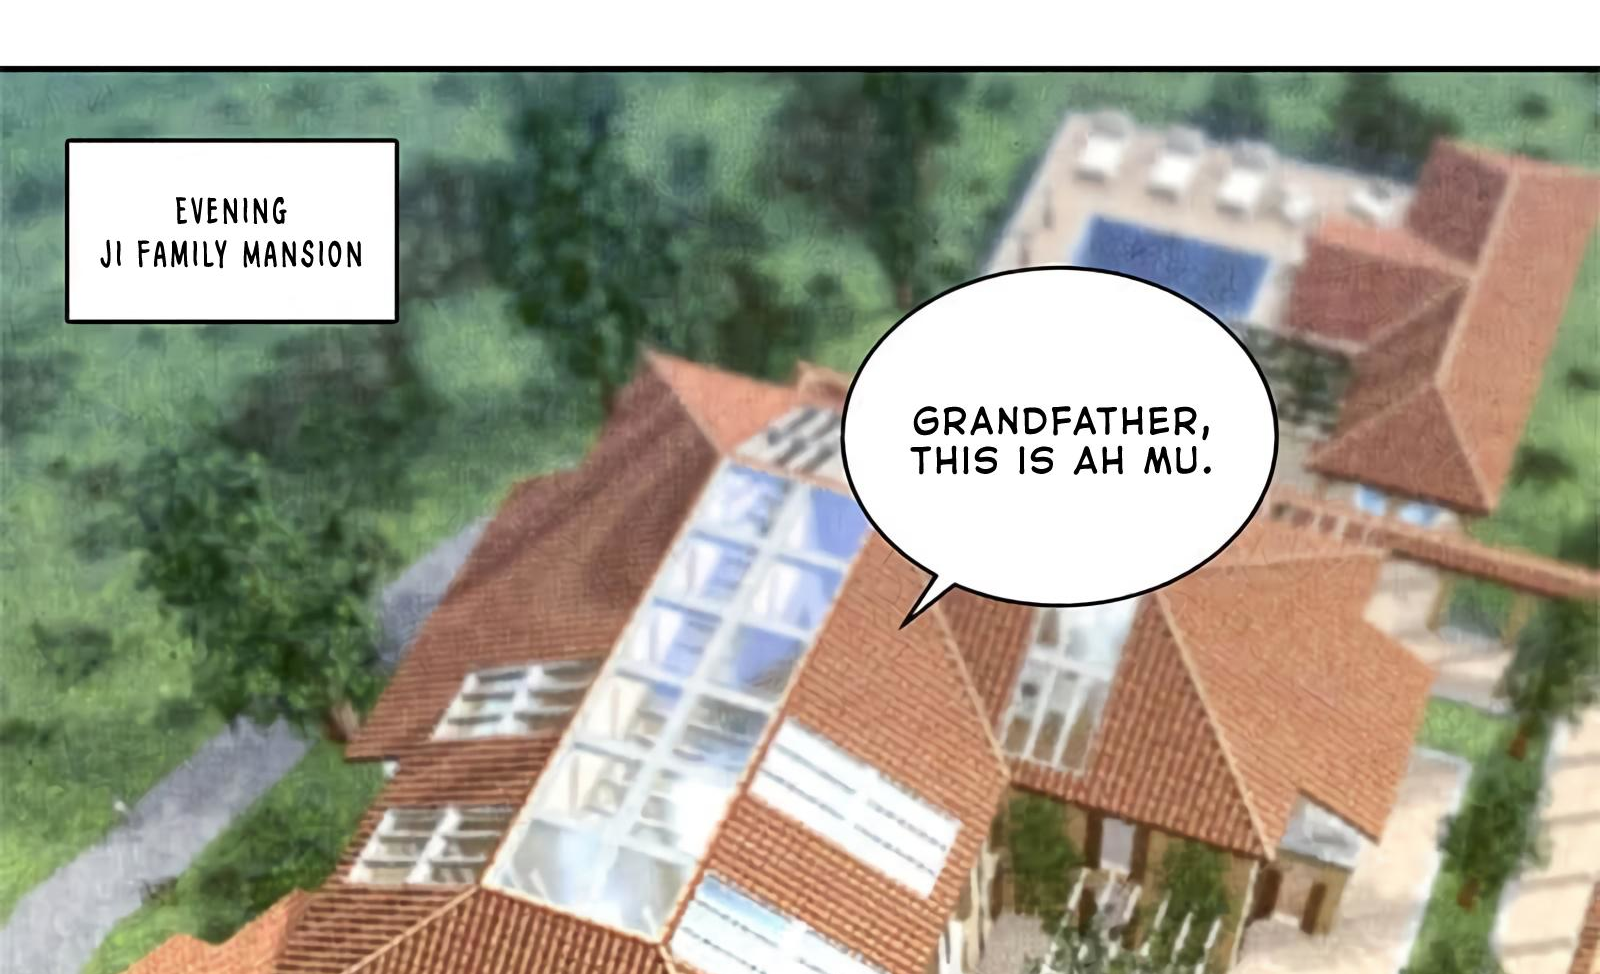 EVENING
JI FAMILY MANSION
GRANDFATHER,
THIS IS AH MU.